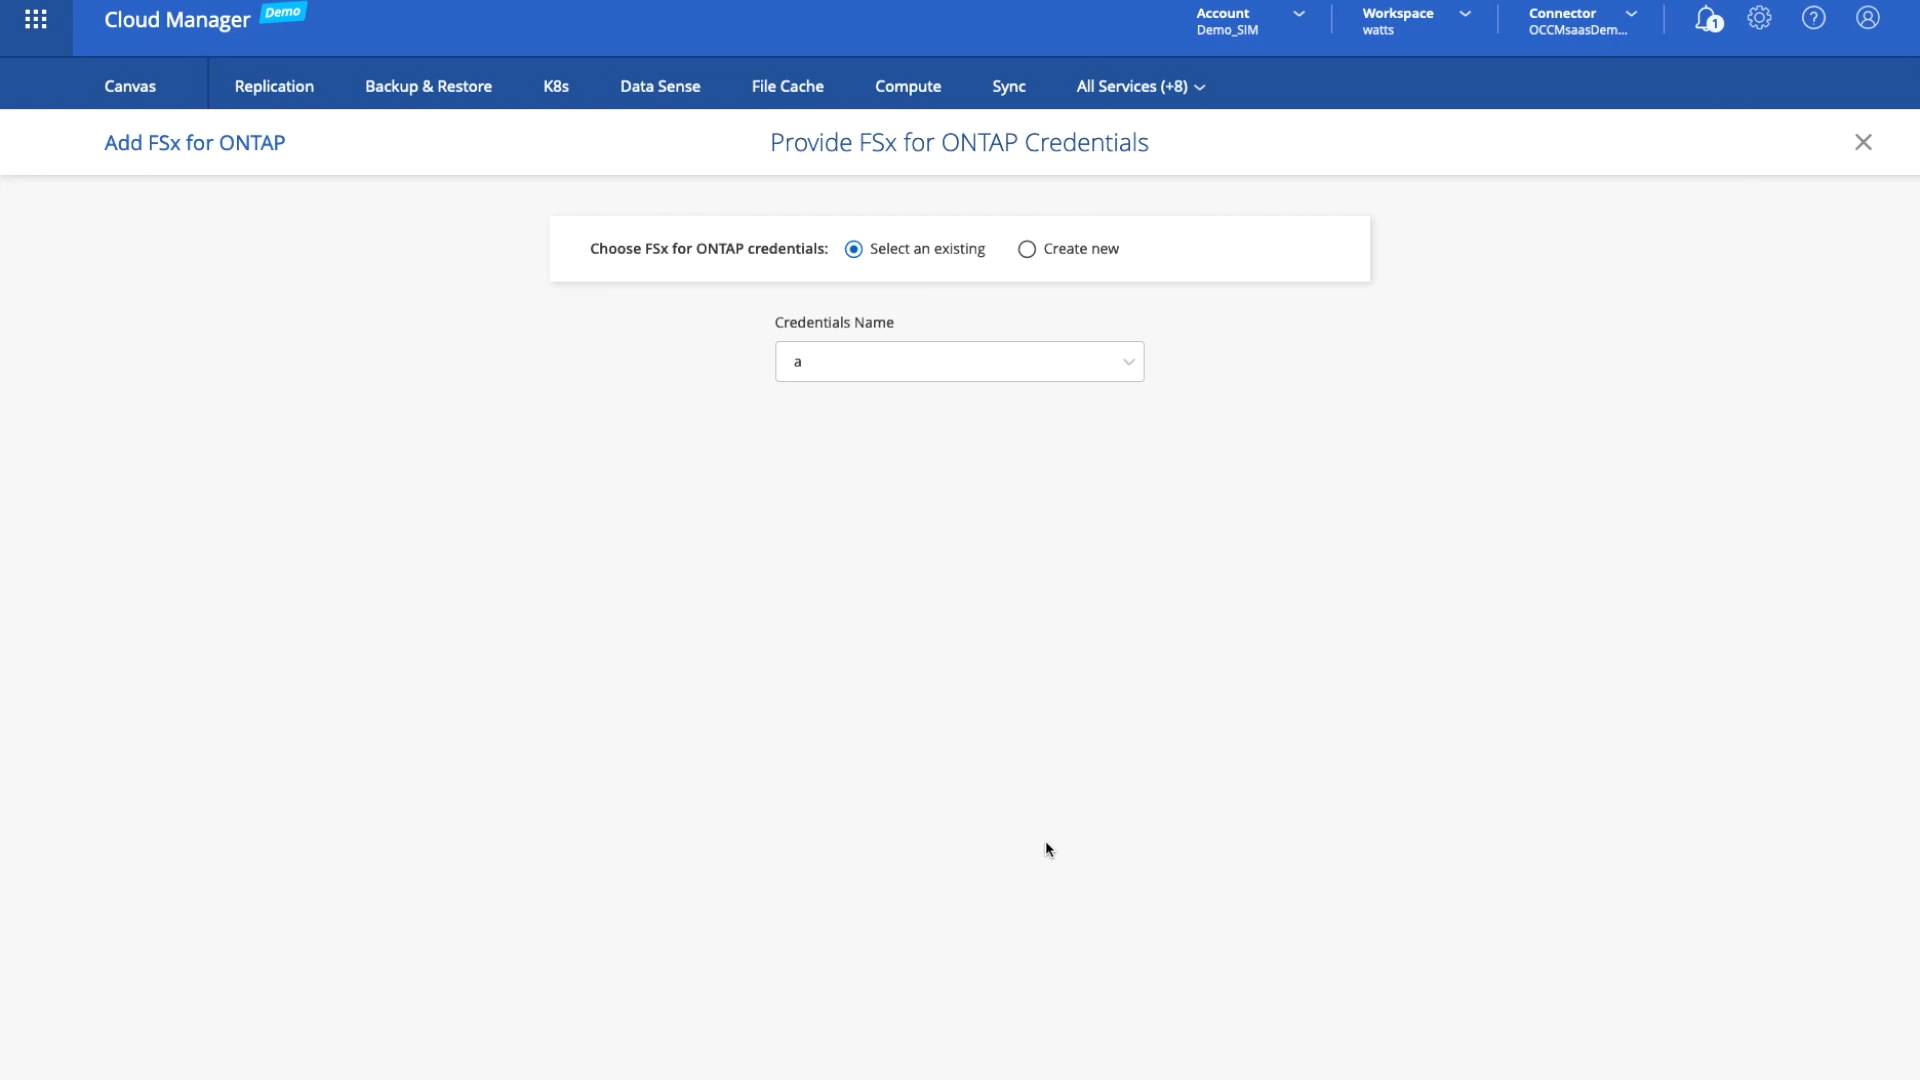 Cloud Manager Demo
Account
Demo_SIM
Workspace
watts
Connector
OCCMsaasDem...
1
?
Canvas
Replication
Backup & Restore
K8s
Data Sense
File Cache
Compute
Sync
All Services (+8)
Add FSx for ONTAP
Provide FSx for ONTAP Credentials
Choose FSx for ONTAP credentials: Select an existing Create new
Credentials Name
a